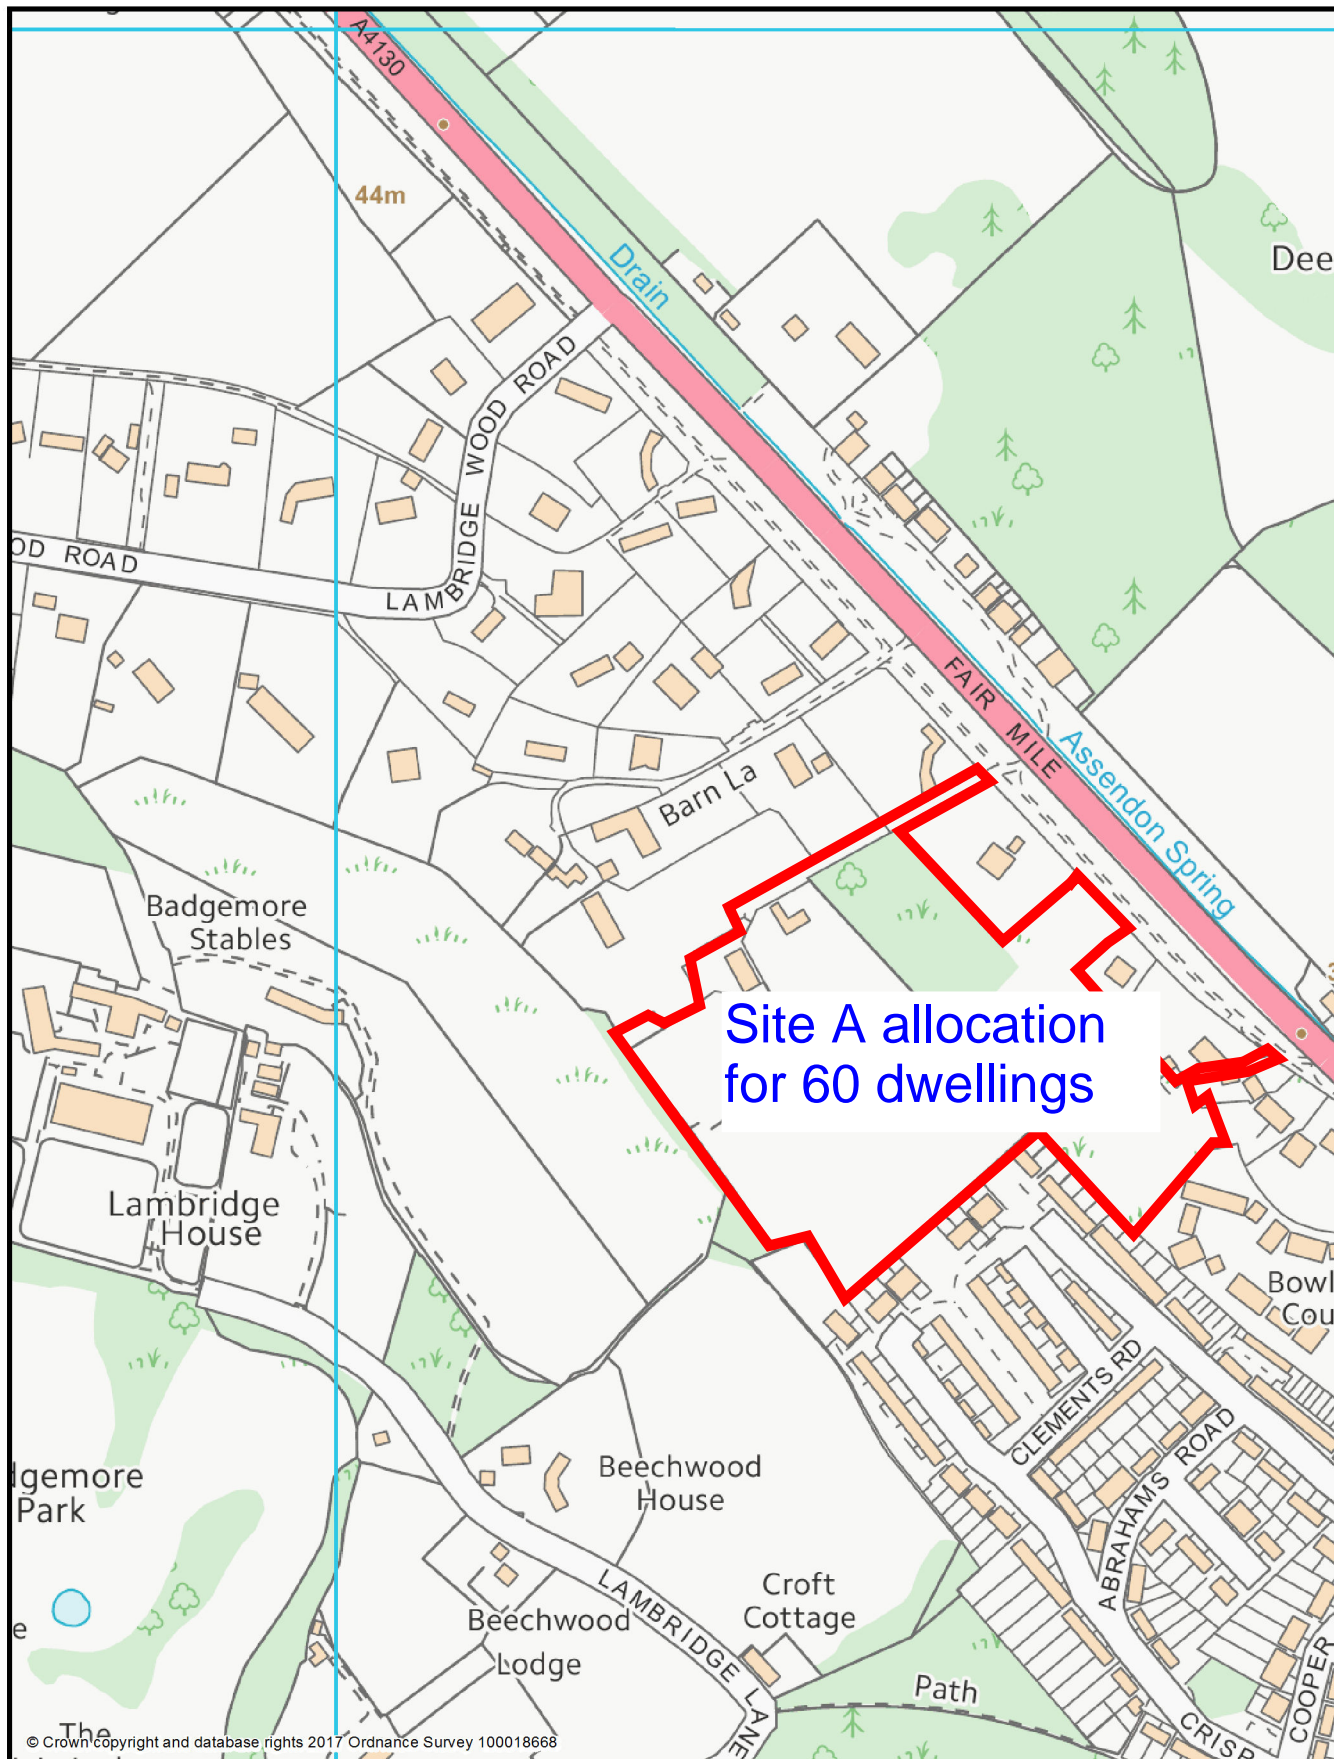 A4130
44m
Drain
Dee
LAMBRIDGE WOOD ROAD
OD ROAD
FAIR MILE
Assendon Spring
Barn La
Badgemore
Stables
Site A allocation
for 60 dwellings
Lambridge
House
Bowl
Cou
CLEMENTS RD
ABRAHAMS ROAD
Beechwood
House
dgemore
Park
LAMBRIDGE LANE
Croft
Cottage
Beechwood
Lodge
e
Path
COOPER
CRISP
The
© Crown copyright and database rights 2017 Ordnance Survey 100018668